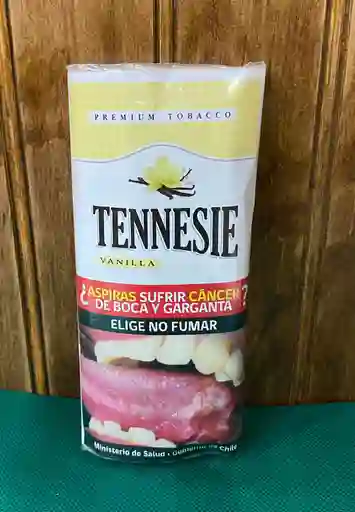 PREMIUM TOBACCO
TENNESIE
VANILLA
¿ASPIRAS SUFRIR CÁNCER
DE BOCA Y GARGANTA?
ELIGE NO FUMAR
Ministerio de Salud • Gobierno de Chile